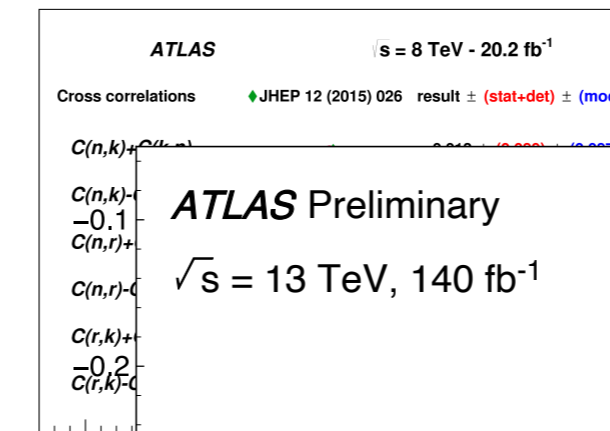 ATLAS √s = 8 TeV - 20.2 fb-1
Cross correlations ♦ JHEP 12 (2015) 026 result ± (stat+det) ± (mod
C(n,k)+
C(n,k)-
−0.1
C(n,r)+
C(n,r)-
C(r,k)+
−0.2
C(r,k)-
ATLAS Preliminary
√s = 13 TeV, 140 fb-1